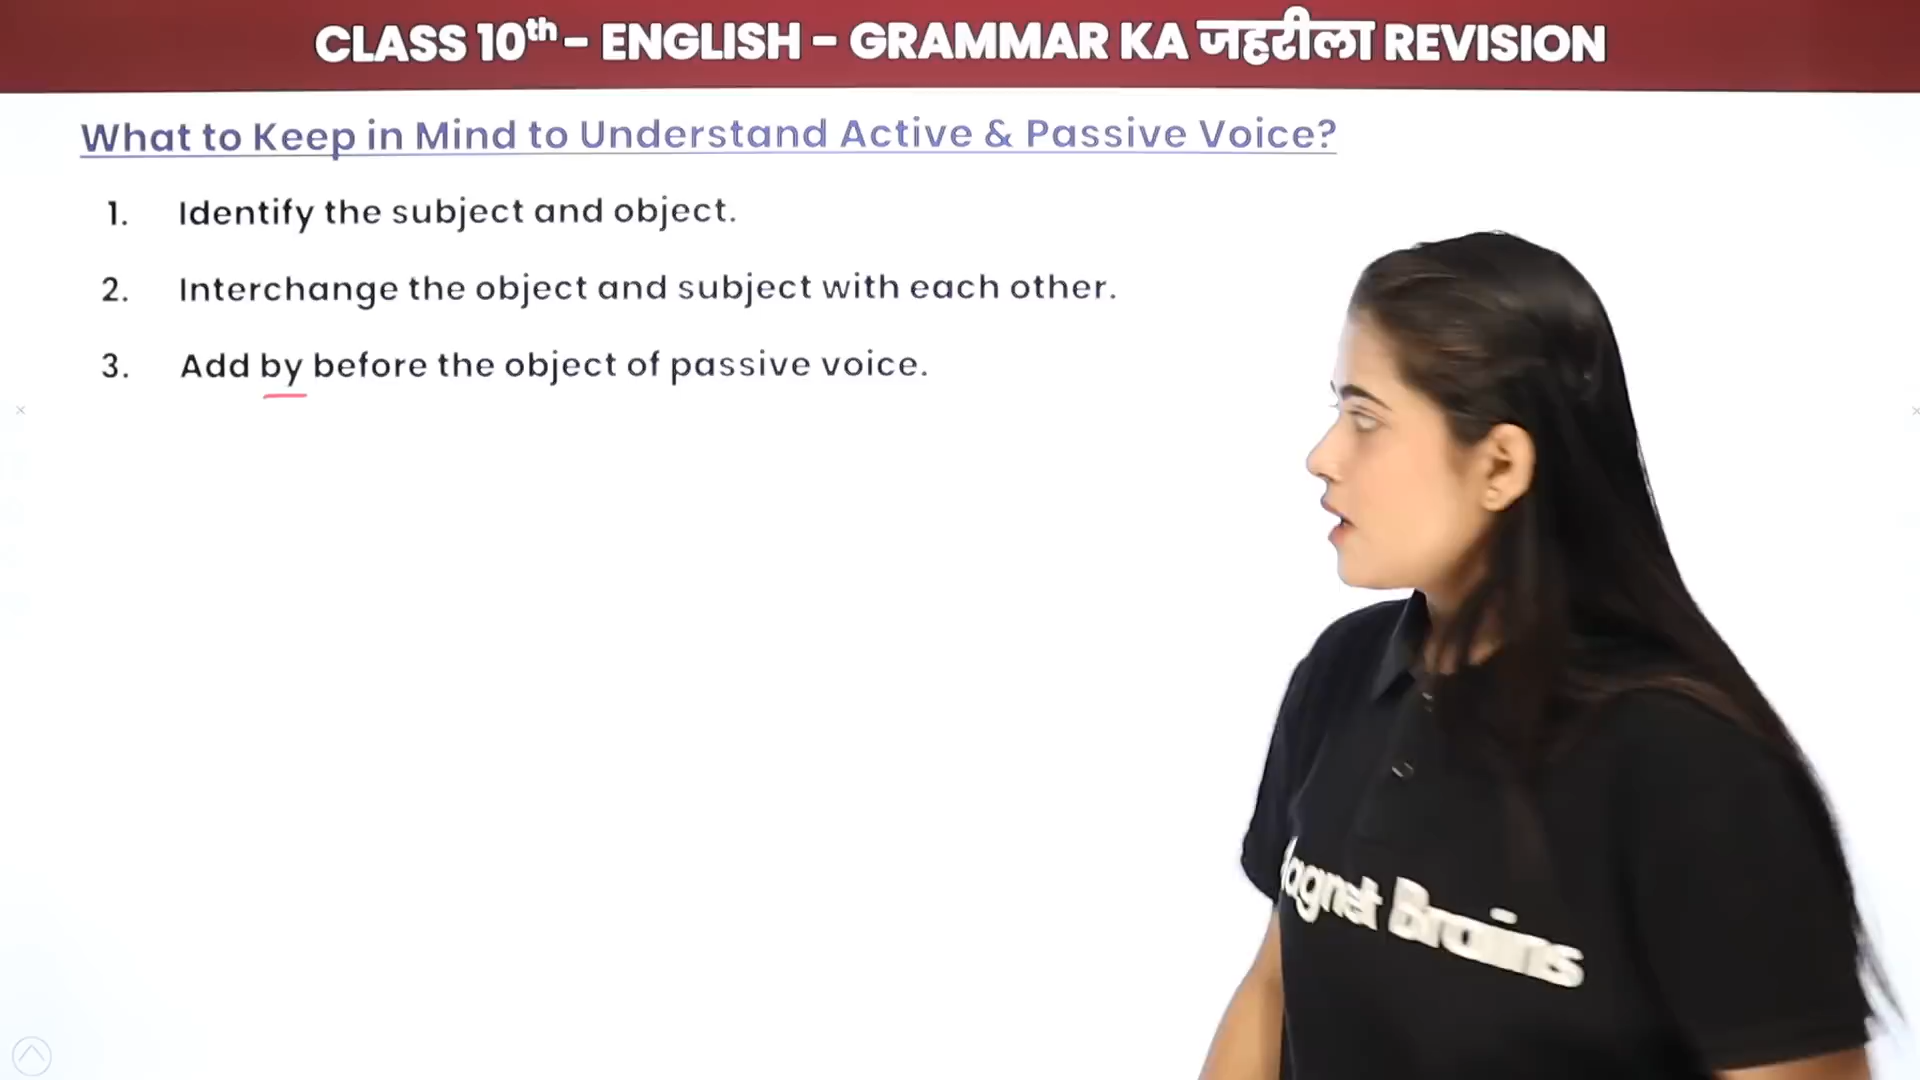 CLASS 10th - ENGLISH - GRAMMAR KA जहरीला REVISION
What to Keep in Mind to Understand Active & Passive Voice?
1. Identify the subject and object.
2. Interchange the object and subject with each other.
3. Add by before the object of passive voice.
Magnet Brains